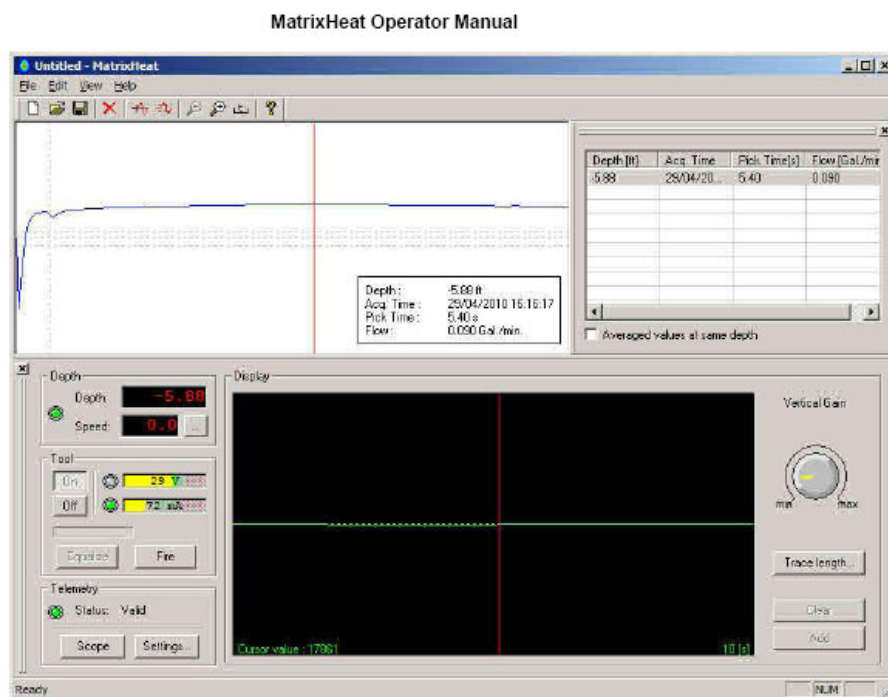 MatrixHeat Operator Manual
Untitled - MatrixHeat
File Edit View Help
Depth [ft] Acq. Time Pick Time[s] Flow [Gal./min
-5.88 29/04/20... 5.40 0.090
Depth : -5.88 ft
Acq. Time : 29/04/2010 16:16:17
Pick Time : 5.40 s
Flow : 0.090 Gal./min.
Averaged values at same depth
Depth
Depth: -5.88
Speed: 0.0 ...
Tool
On 29 V
Off 72 mA
Equalize Fire
Telemetry
Status: Valid
Scope Settings...
Display
Cursor value : 17861 10 [s]
Vertical Gain
min max
Trace length...
Clear
Add
Ready NUM